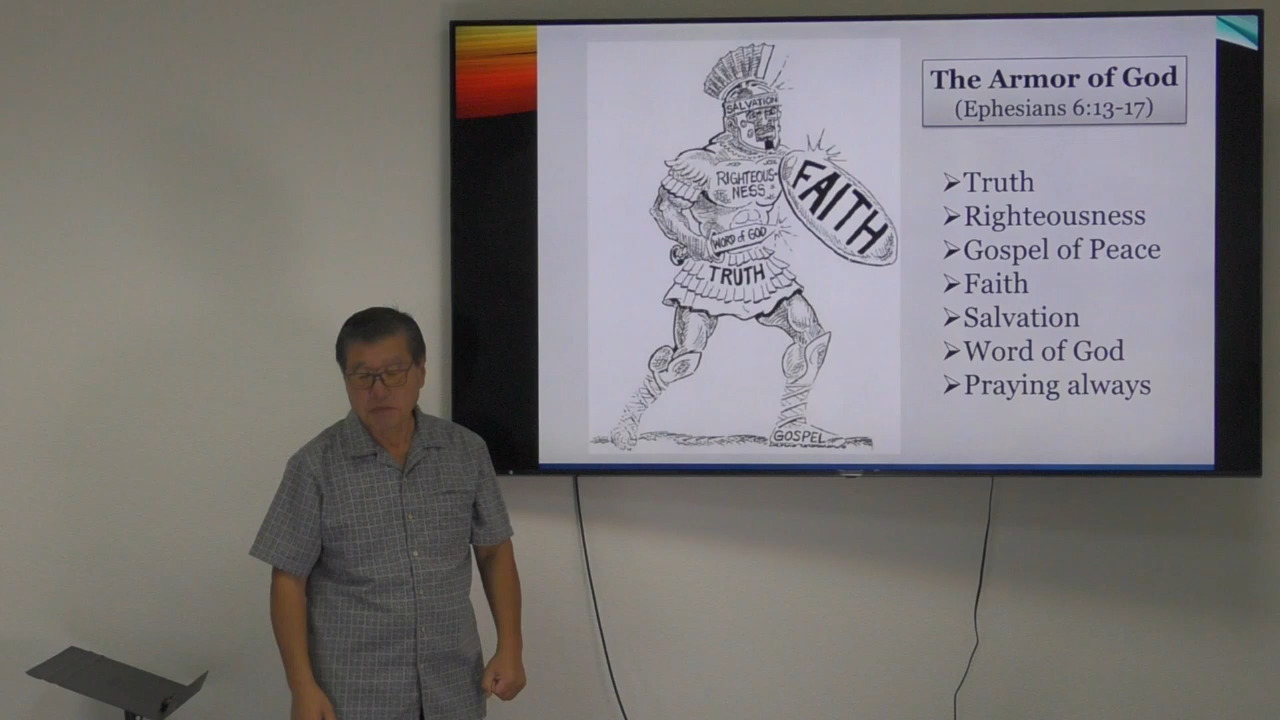 The Armor of God
(Ephesians 6:13-17)
SALVATION
RIGHTEOUS-
NESS
FAITH
WORD of GOD
TRUTH
GOSPEL
➢Truth
➢Righteousness
➢Gospel of Peace
➢Faith
➢Salvation
➢Word of God
➢Praying always